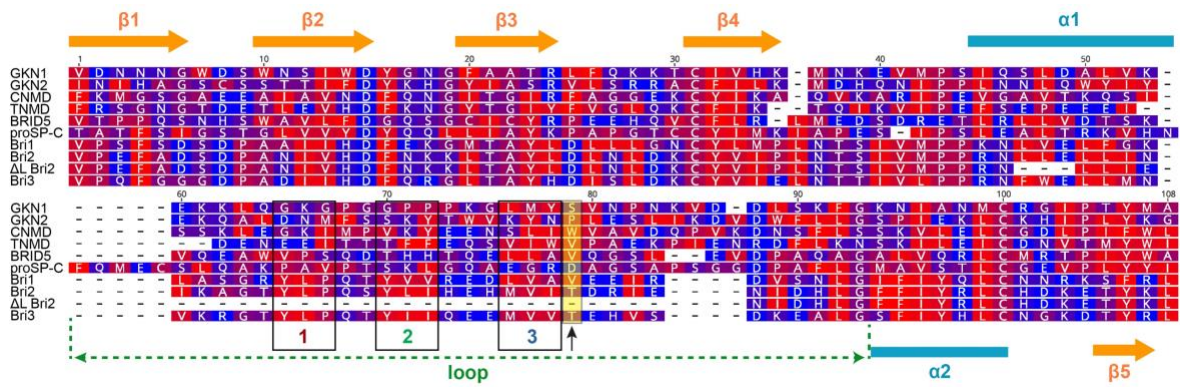 β1 β2 β3 β4 α1
1 10 20 30 40 50
GKN1 V D N N N G W D S W N S I W D Y G N G F A A T R L F Q K K T C I V H K - M N K E V M P S I Q S L D A L V K -
GKN2 I N I H A G S C S S T T I F D Y K H G Y I A S R V L S R R A C F I L K - M D H Q N I P P L N N L Q W Y I Y -
CNMD F K M G S G A E E A I A V N D F Q N G I T G I R F A G G E K C Y I K A - Q V K A R I P E V G A V T K Q S I -
TNMD F R S G N G T D E T L E V H D F K N G Y T G I Y F V G L Q K C F I K - - T Q I K V I P E F S E P E E E I -
BRID5 V T P P Q S N H S W A V L F D G Q S G C I C Y R P E E H Q V C F L R - L M E D S D R E T L R L L V D T S K -
proSP-C T A T F S I G S T G L V V Y D Y Q Q L L I A Y K P A P G T C C Y I M K I A P E S - I P S L E A L T R K V H N
Bri1 V P S F S D S D P A A I I H D F E K G M T A Y L D L L L G N C Y L M P L N T S I V M P P K N L V E L F G K -
Bri2 V P E F A D S D P A N I V H D F N K K L T A Y L D L N L D K C Y V I P L N T S I V M P P R N L L E L L I N -
ΔL Bri2 V P E F A D S D P A N I V H D F N K K L T A Y L D L N L D K C Y V I P L N T S I V M P P R N - - - L L I N -
Bri3 V Q F G G G D P A D I I H D F Q R G L T A Y H D I S L D K C Y V I E L N T T I V L P P R N F W E L L M N -
60 70 80 90 100 108
GKN1 - - - - - E K K L Q G K G P G G P P P K G L M Y S V N P N K V D - D L S K F G K N I A N M C R G I P T Y M A
GKN2 - - - - - E K Q A L D N M F S S K Y T W V K Y N P L E S L I K D - D W F L L G S P I E K L C K H I P L Y K G
CNMD - - - - - S S K L E G K I M P V K Y E E N S L I W V A V D Q P V K D N S F L S S K V L E L C G D L P I F W L
TNMD - - - - - - - D E N E E I T T T F F E Q S V I W V P A E K P I E N R D F L K N S K I L E I C D N V T M Y W I
BRID5 - - - - - V Q E A W V P S Q D T H H T Q E L L A V Q G S L - - E V D P A Q A G A L V Q R L C M R T P I Y W A
proSP-C F Q M E C S L Q A K P A V P T S K L G Q A E G R D A G S A P S G G D P A F L G M A V S T L C G E V P L Y Y I
Bri1
Bri2
ΔL Bri2
Bri3 - - - - - V K R G T Y L P Q T Y I I Q E E M V V T E H V S - - - - D K E A L G S F I Y H L C N G K D T Y R L
1 2 3
loop α2 β5